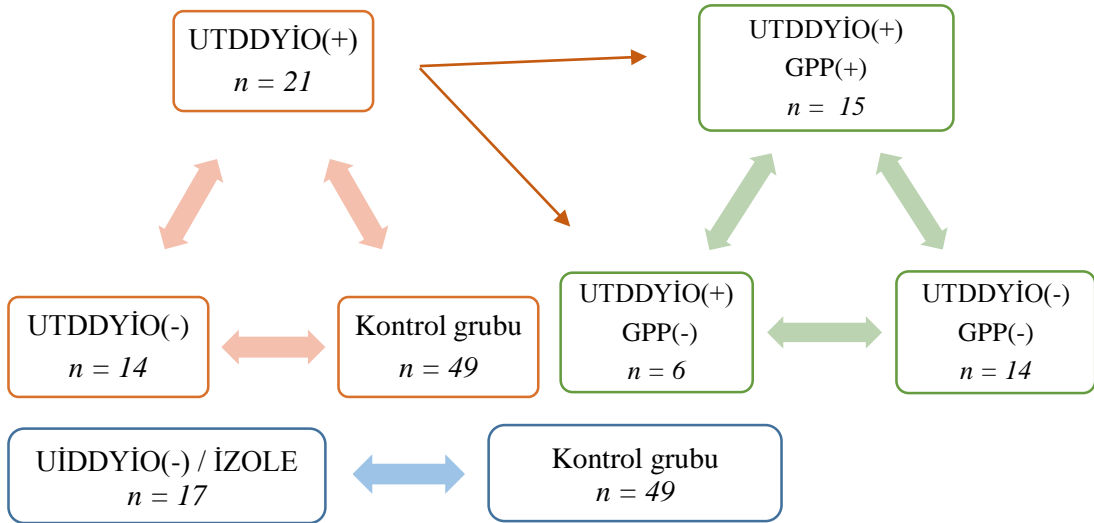 UTDDYİO(+)
n = 21
UTDDYİO(+)
GPP(+)
n = 15
UTDDYİO(-)
n = 14
Kontrol grubu
n = 49
UTDDYİO(+)
GPP(-)
n = 6
UTDDYİO(-)
GPP(-)
n = 14
UİDDYİO(-) / İZOLE
n = 17
Kontrol grubu
n = 49